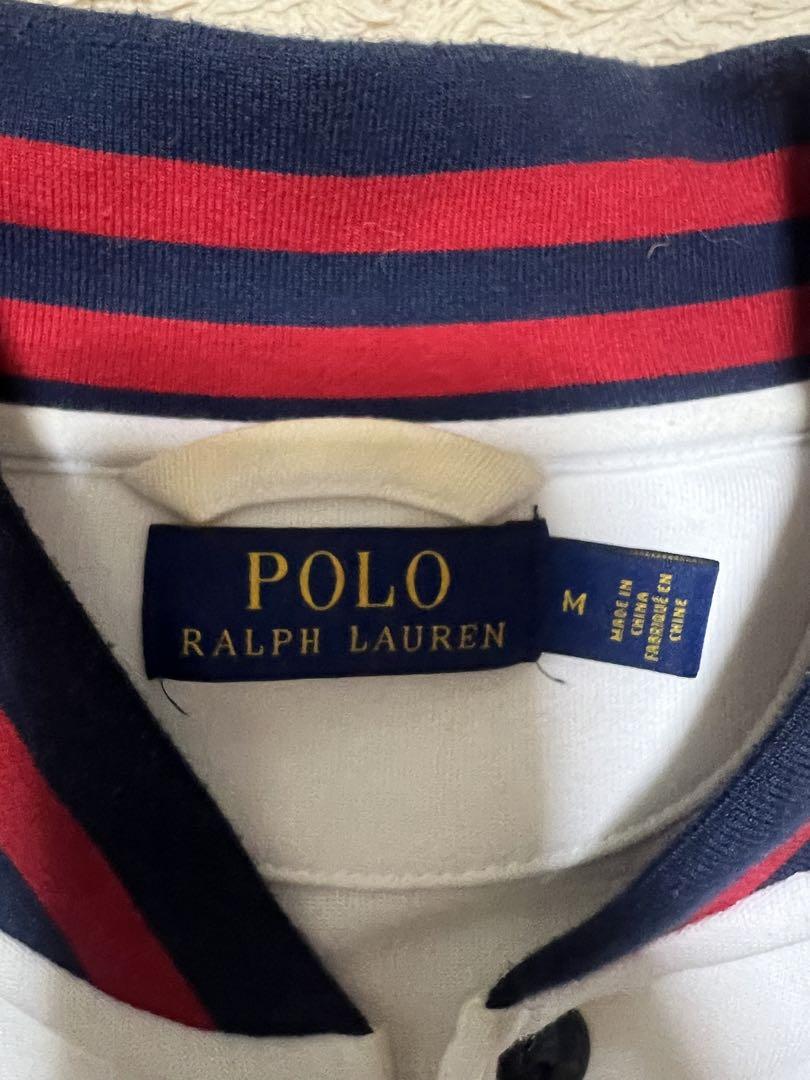 POLO
RALPH LAUREN
M
MADE IN
CHINA
FABRIQUÉ EN
CHINE